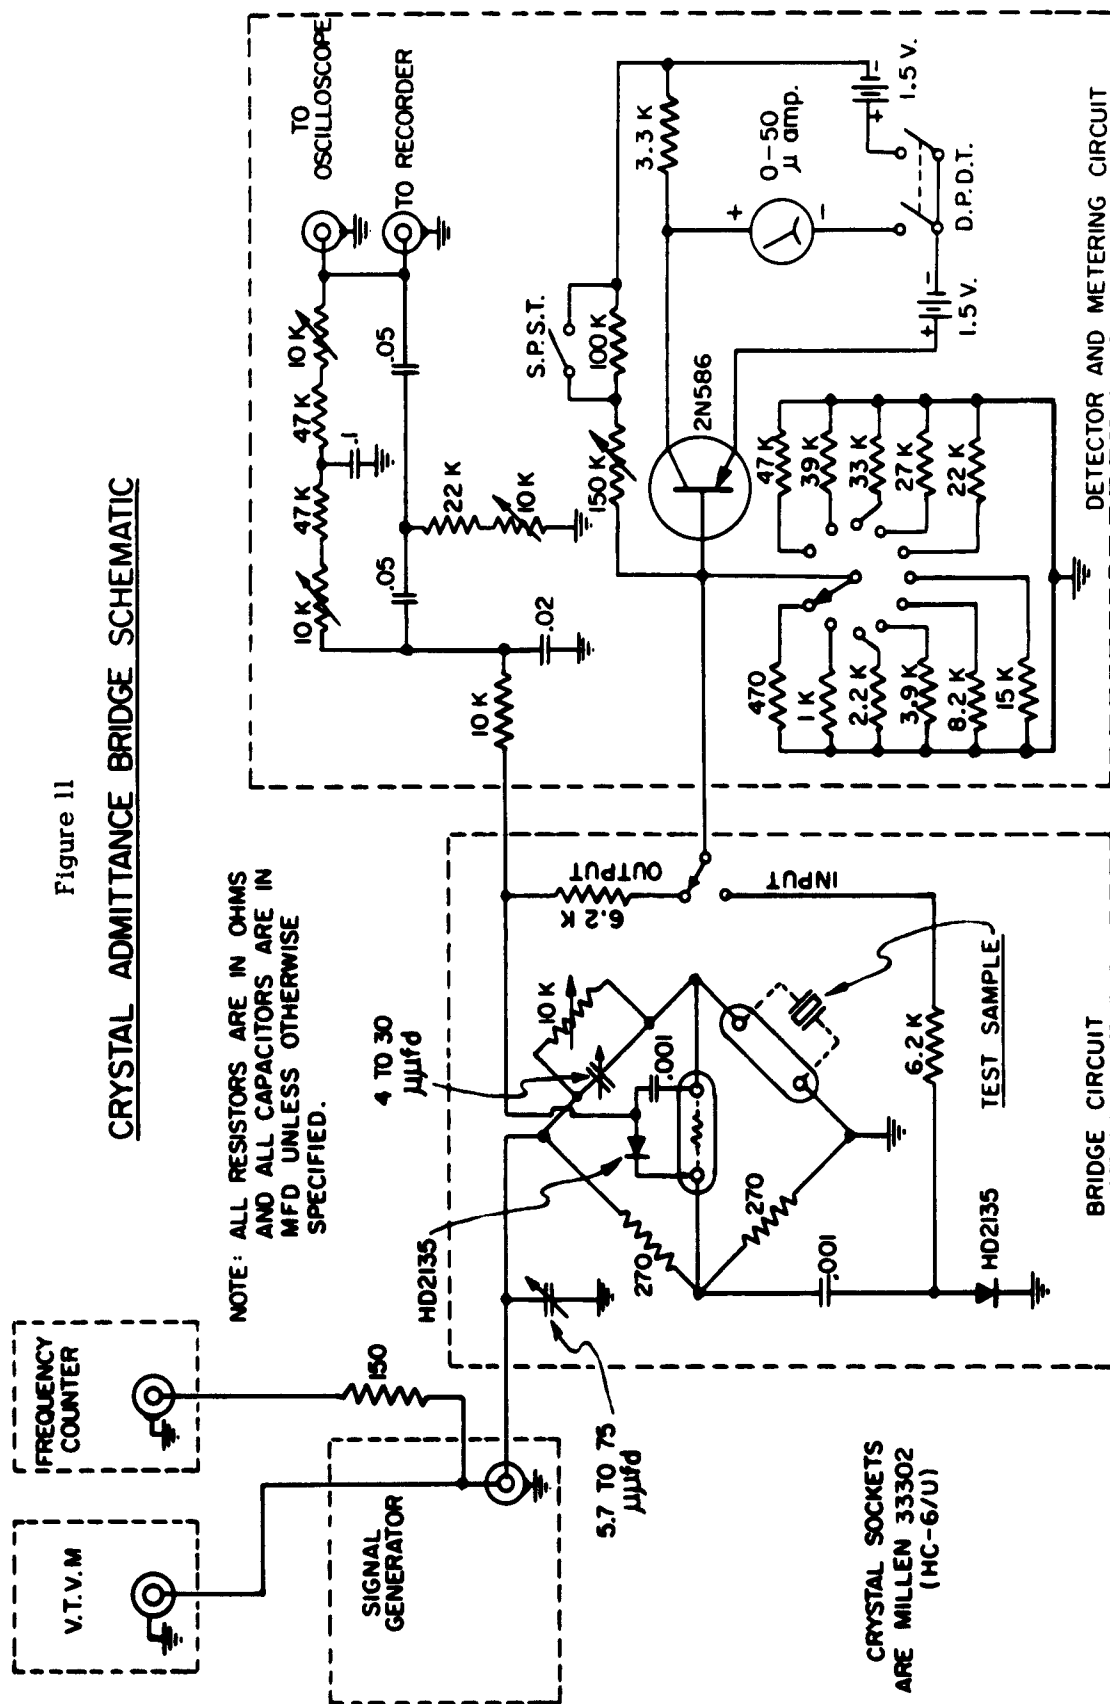 Figure 11
CRYSTAL ADMITTANCE BRIDGE SCHEMATIC
V.T.V.M
FREQUENCY
COUNTER
SIGNAL
GENERATOR
150
NOTE: ALL RESISTORS ARE IN OHMS
AND ALL CAPACITORS ARE IN
MFD UNLESS OTHERWISE
SPECIFIED.
5.7 TO 75
µµfd
CRYSTAL SOCKETS
ARE MILLEN 33302
(HC-6/U)
HD2135
4 TO 30
µµfd
10 K
270
270
.001
.001
HD2135
6.2 K
OUTPUT
INPUT
6.2 K
TEST SAMPLE
BRIDGE CIRCUIT
10 K
.02
10 K
47 K
47 K
10 K
.1
.05
.05
22 K
10K
TO
OSCILLOSCOPE
TO RECORDER
S.P.S.T.
150 K
100 K
3.3 K
2N586
0-50
µ amp.
+
-
+
-
1.5 V.
+
-
1.5 V.
D.P.D.T.
470
1 K
2.2 K
3.9 K
8.2 K
15 K
47 K
39 K
33 K
27 K
22 K
DETECTOR AND METERING CIRCUIT